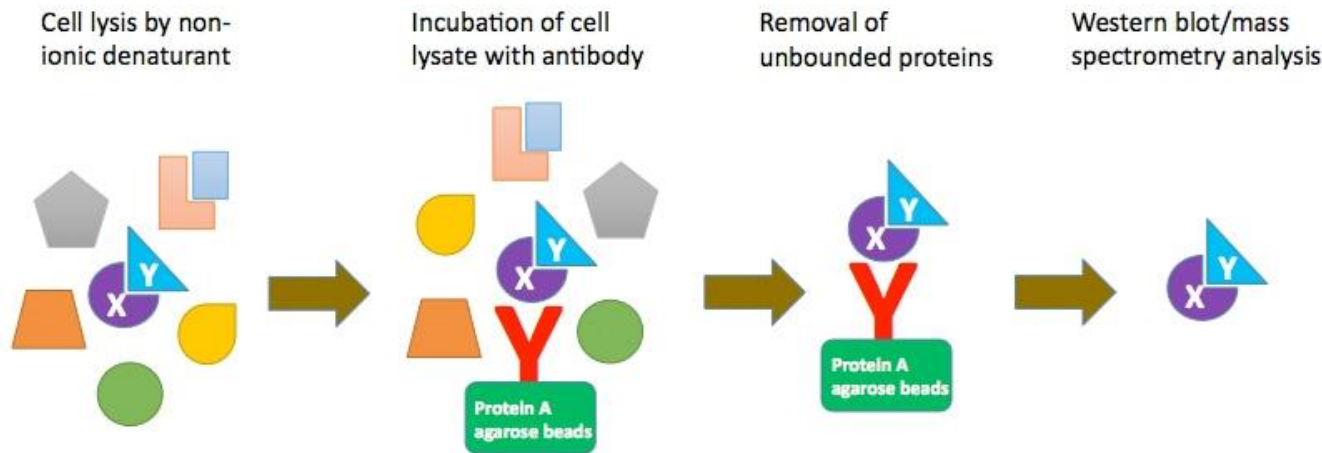 Cell lysis by non-
ionic denaturant
Incubation of cell
lysate with antibody
Removal of
unbounded proteins
Western blot/mass
spectrometry analysis
X
Y
X
Y
Protein A
agarose beads
X
Y
Protein A
agarose beads
X
Y